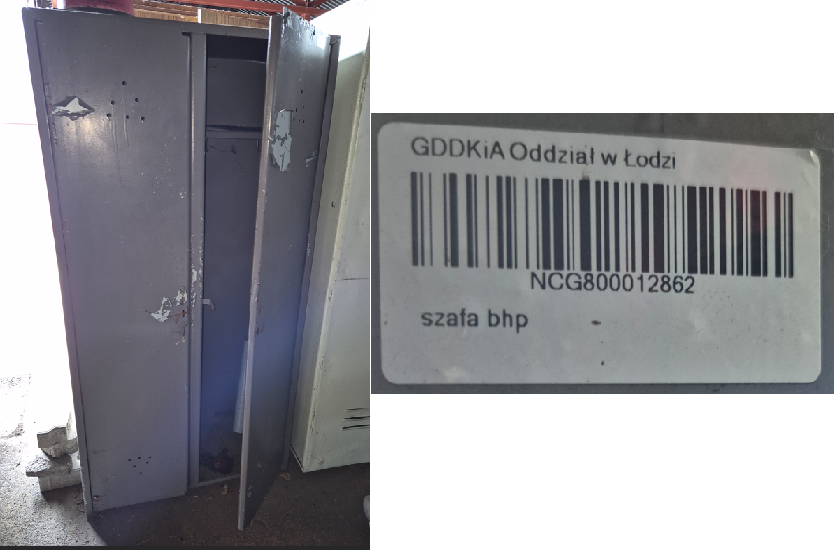 GDDKiA Oddział w Łodzi
NCG800012862
szafa bhp